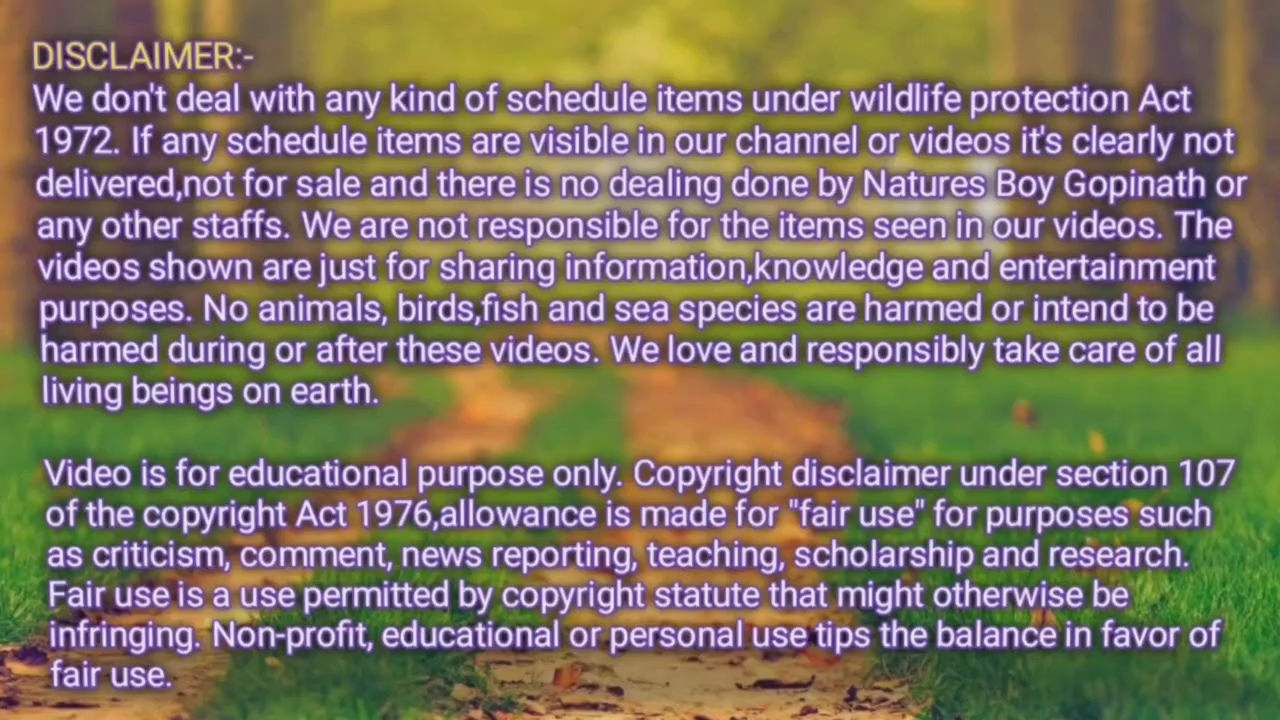 DISCLAIMER:-
We don't deal with any kind of schedule items under wildlife protection Act
1972. If any schedule items are visible in our channel or videos it's clearly not
delivered,not for sale and there is no dealing done by Natures Boy Gopinath or
any other staffs. We are not responsible for the items seen in our videos. The
videos shown are just for sharing information,knowledge and entertainment
purposes. No animals, birds,fish and sea species are harmed or intend to be
harmed during or after these videos. We love and responsibly take care of all
living beings on earth.
Video is for educational purpose only. Copyright disclaimer under section 107
of the copyright Act 1976,allowance is made for "fair use" for purposes such
as criticism, comment, news reporting, teaching, scholarship and research.
Fair use is a use permitted by copyright statute that might otherwise be
infringing. Non-profit, educational or personal use tips the balance in favor of
fair use.